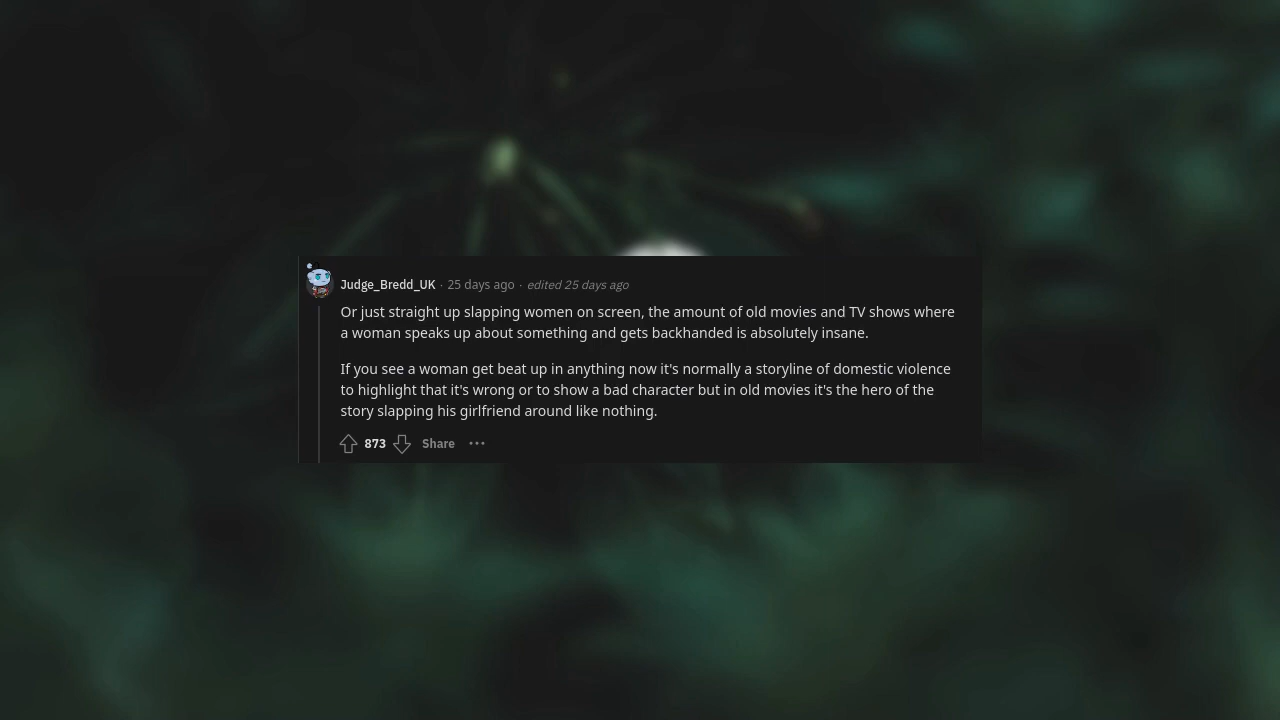 Judge_Bredd_UK · 25 days ago · edited 25 days ago
Or just straight up slapping women on screen, the amount of old movies and TV shows where
a woman speaks up about something and gets backhanded is absolutely insane.
If you see a woman get beat up in anything now it's normally a storyline of domestic violence
to highlight that it's wrong or to show a bad character but in old movies it's the hero of the
story slapping his girlfriend around like nothing.
873 Share ···